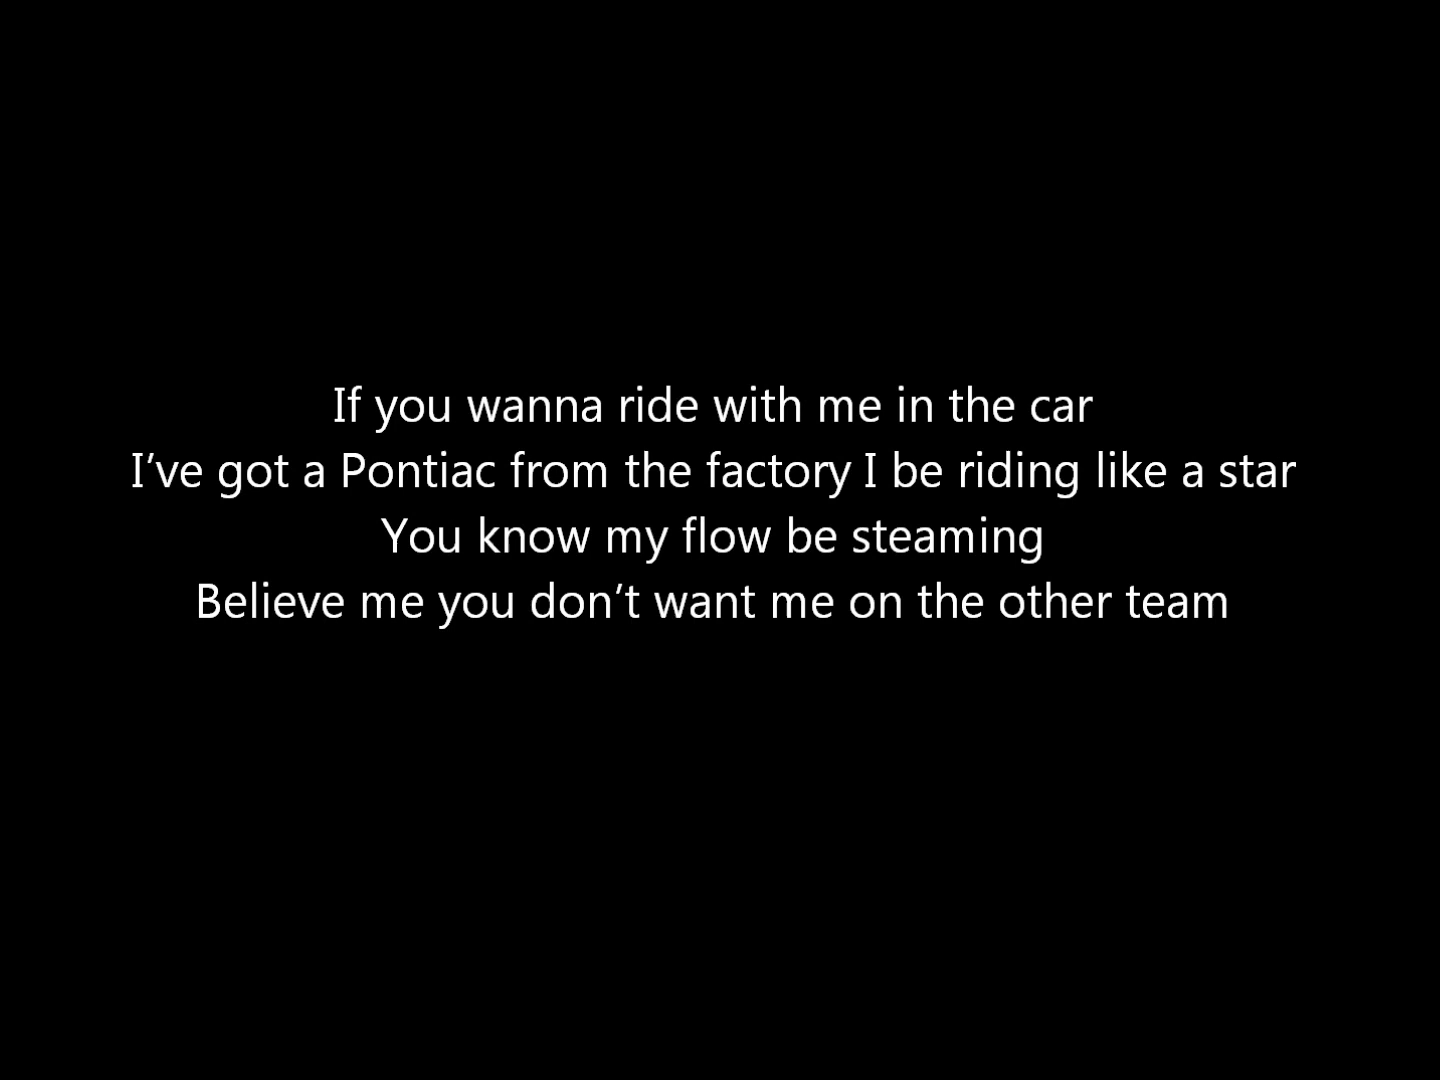 If you wanna ride with me in the car
I’ve got a Pontiac from the factory I be riding like a star
You know my flow be steaming
Believe me you don’t want me on the other team